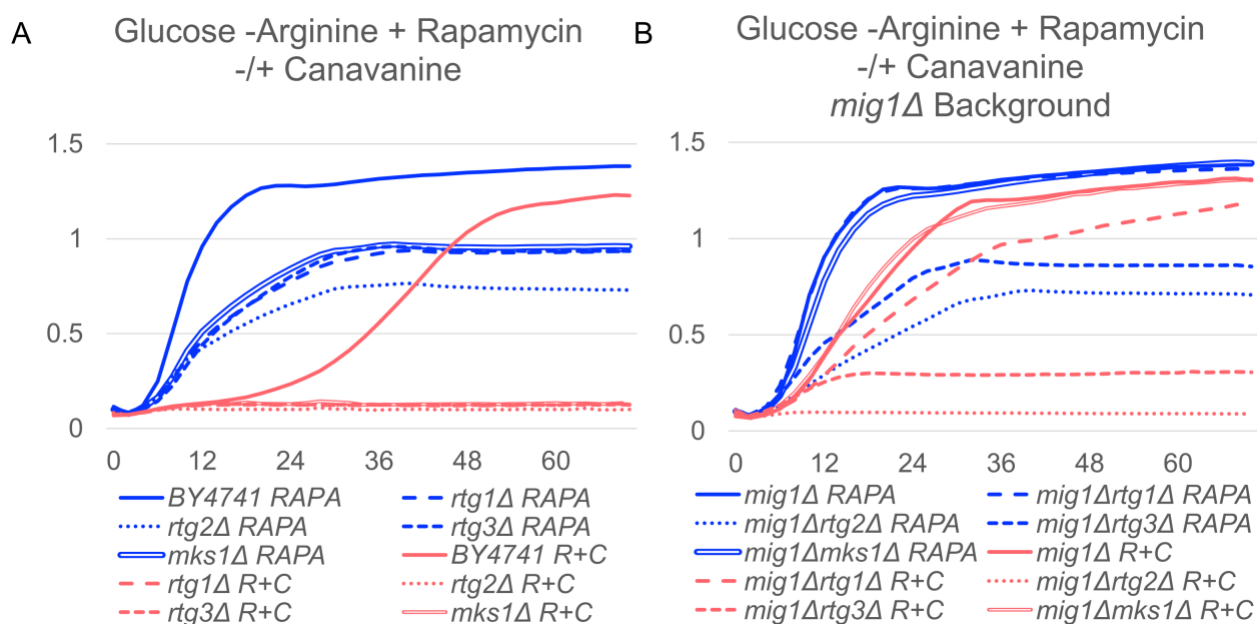 A
Glucose -Arginine + Rapamycin
-/+ Canavanine
1.5
1
0.5
0
0 12 24 36 48 60
BY4741 RAPA rtg1Δ RAPA
rtg2Δ RAPA rtg3Δ RAPA
mks1Δ RAPA BY4741 R+C
rtg1Δ R+C rtg2Δ R+C
rtg3Δ R+C mks1Δ R+C
B
Glucose -Arginine + Rapamycin
-/+ Canavanine
mig1Δ Background
1.5
1
0.5
0
0 12 24 36 48 60
mig1Δ RAPA mig1Δrtg1Δ RAPA
mig1Δrtg2Δ RAPA mig1Δrtg3Δ RAPA
mig1Δmks1Δ RAPA mig1Δ R+C
mig1Δrtg1Δ R+C mig1Δrtg2Δ R+C
mig1Δrtg3Δ R+C mig1Δmks1Δ R+C